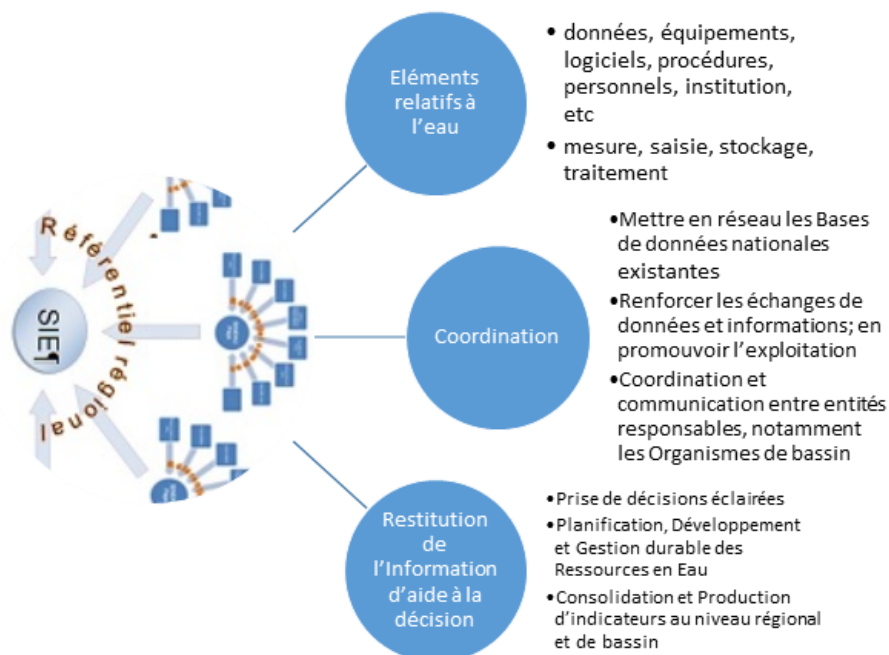 Eléments
relatifs à
l'eau
• données, équipements,
logiciels, procédures,
personnels, institution,
etc
• mesure, saisie, stockage,
traitement
Référentiel régional
SIE¶
Coordination
•Mettre en réseau les Bases
de données nationales
existantes
•Renforcer les échanges de
données et informations; en
promouvoir l'exploitation
•Coordination et
communication entre entités
responsables, notamment
les Organismes de bassin
Restitution
de
l'Information
d'aide à la
décision
•Prise de décisions éclairées
•Planification, Développement
et Gestion durable des
Ressources en Eau
•Consolidation et Production
d'indicateurs au niveau régional
et de bassin